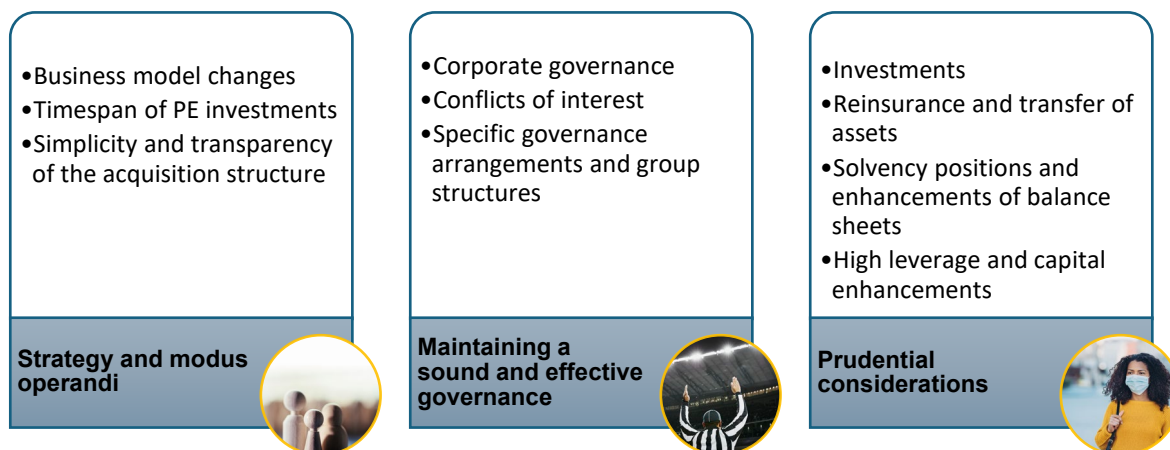 •Business model changes
•Timespan of PE investments
•Simplicity and transparency
of the acquisition structure
Strategy and modus
operandi
•Corporate governance
•Conflicts of interest
•Specific governance
arrangements and group
structures
Maintaining a
sound and effective
governance
•Investments
•Reinsurance and transfer of
assets
•Solvency positions and
enhancements of balance
sheets
•High leverage and capital
enhancements
Prudential
considerations